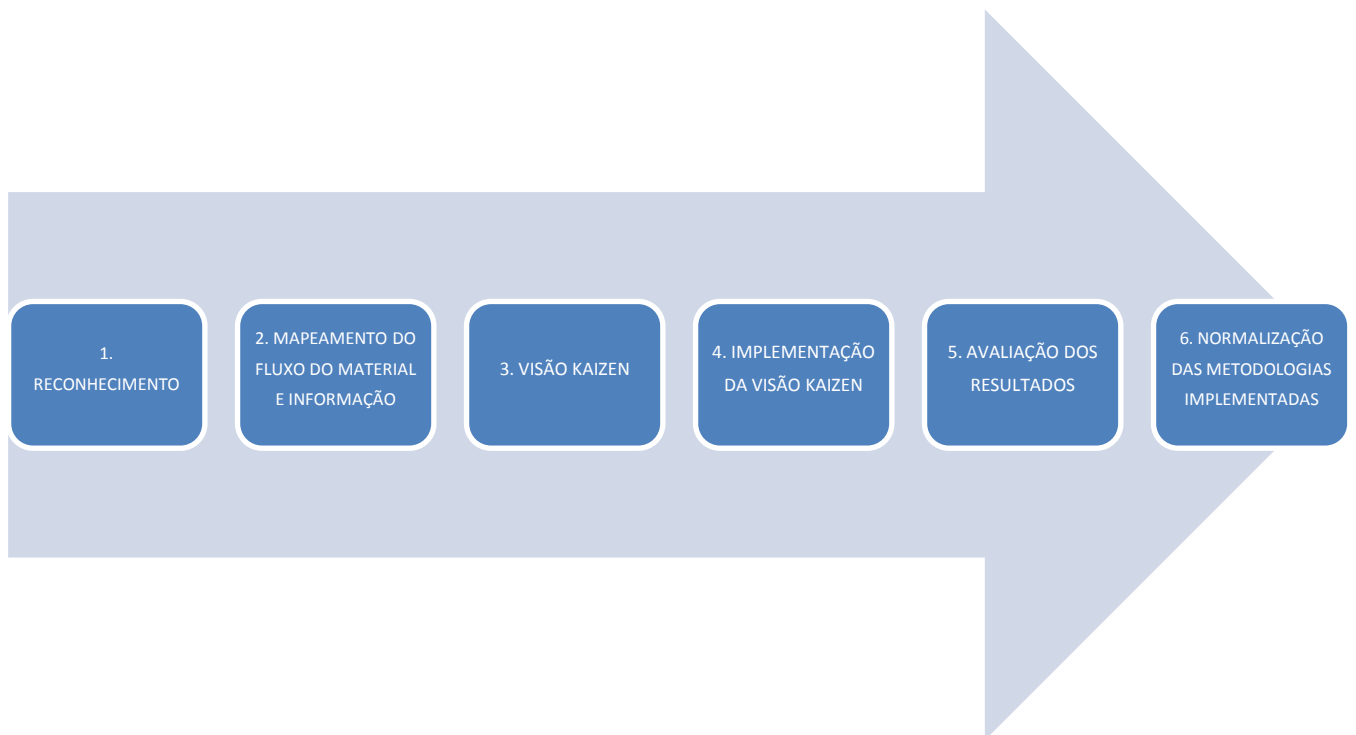 1.
RECONHECIMENTO
2. MAPEAMENTO DO
FLUXO DO MATERIAL
E INFORMAÇÃO
3. VISÃO KAIZEN
4. IMPLEMENTAÇÃO
DA VISÃO KAIZEN
5. AVALIAÇÃO DOS
RESULTADOS
6. NORMALIZAÇÃO
DAS METODOLOGIAS
IMPLEMENTADAS